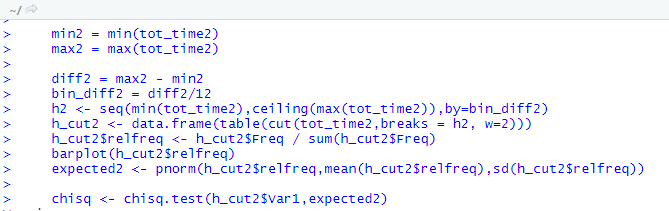 ~/
>
> min2 = min(tot_time2)
> max2 = max(tot_time2)
>
> diff2 = max2 - min2
> bin_diff2 = diff2/12
> h2 <- seq(min(tot_time2),ceiling(max(tot_time2)),by=bin_diff2)
> h_cut2 <- data.frame(table(cut(tot_time2,breaks = h2, w=2)))
> h_cut2$relfreq <- h_cut2$Freq / sum(h_cut2$Freq)
> barplot(h_cut2$relfreq)
> expected2 <- pnorm(h_cut2$relfreq,mean(h_cut2$relfreq),sd(h_cut2$relfreq))
>
> chisq <- chisq.test(h_cut2$Var1,expected2)